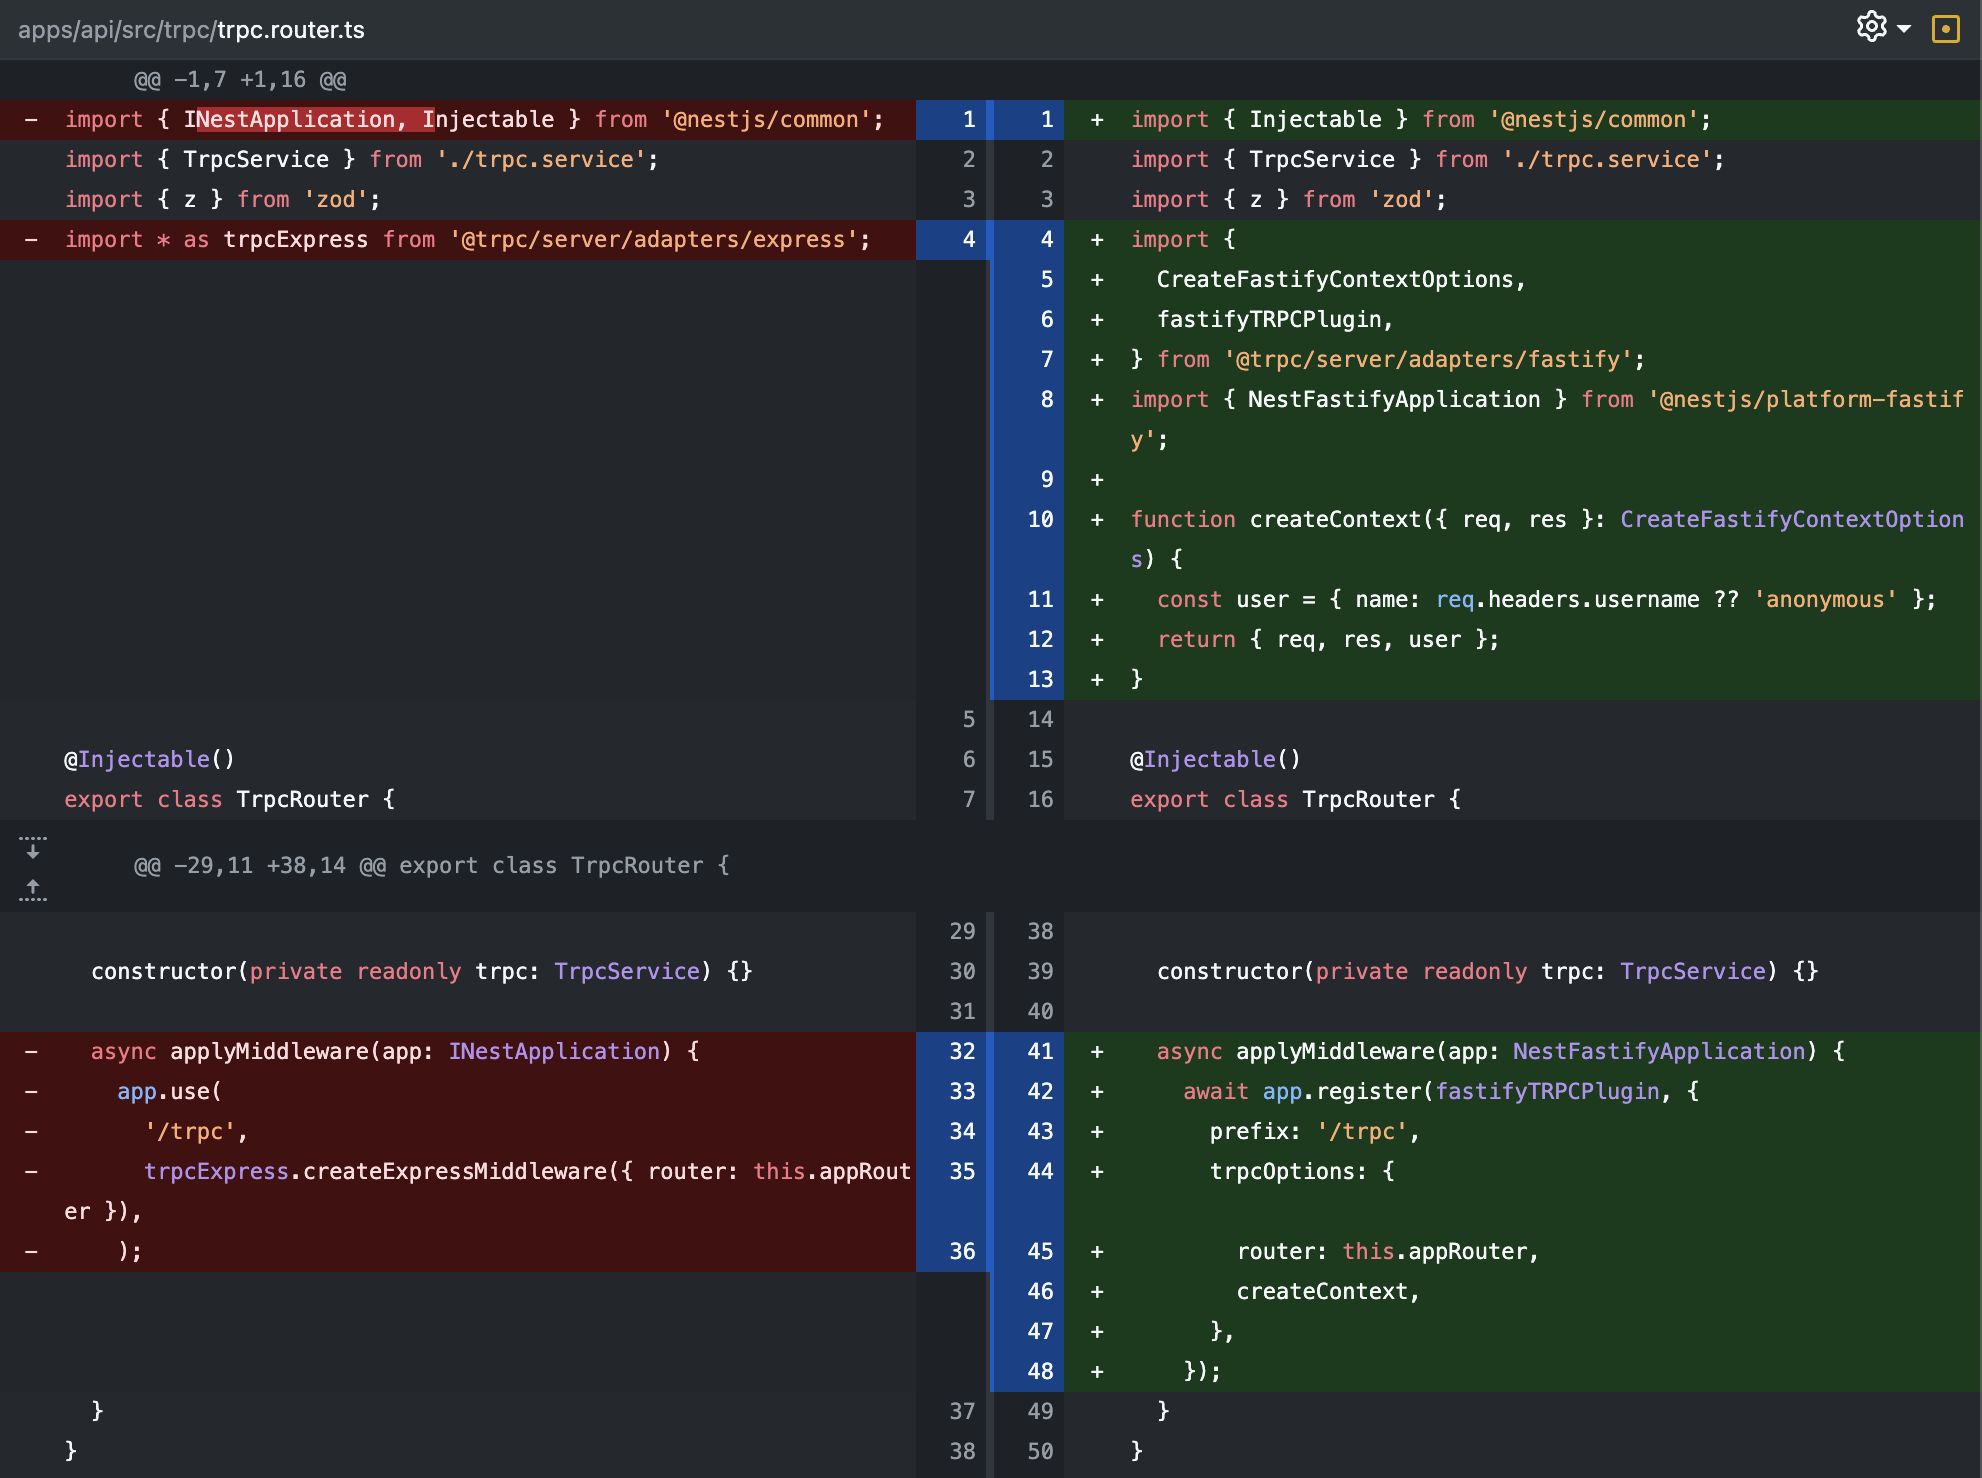 apps/api/src/trpc/trpc.router.ts
@@ -1,7 +1,16 @@
- import { INestApplication, Injectable } from '@nestjs/common'; 1
import { TrpcService } from './trpc.service'; 2
import { z } from 'zod'; 3
- import * as trpcExpress from '@trpc/server/adapters/express'; 4
5
@Injectable() 6
export class TrpcRouter { 7
1 + import { Injectable } from '@nestjs/common';
2 import { TrpcService } from './trpc.service';
3 import { z } from 'zod';
4 + import {
5 + CreateFastifyContextOptions,
6 + fastifyTRPCPlugin,
7 + } from '@trpc/server/adapters/fastify';
8 + import { NestFastifyApplication } from '@nestjs/platform-fastif
y';
9 +
10 + function createContext({ req, res }: CreateFastifyContextOption
s) {
11 + const user = { name: req.headers.username ?? 'anonymous' };
12 + return { req, res, user };
13 + }
14
15 @Injectable()
16 export class TrpcRouter {
@@ -29,11 +38,14 @@ export class TrpcRouter {
29
constructor(private readonly trpc: TrpcService) {} 30
31
- async applyMiddleware(app: INestApplication) { 32
- app.use( 33
- '/trpc', 34
- trpcExpress.createExpressMiddleware({ router: this.appRout 35
er }),
- ); 36
} 37
} 38
38
39 constructor(private readonly trpc: TrpcService) {}
40
41 + async applyMiddleware(app: NestFastifyApplication) {
42 + await app.register(fastifyTRPCPlugin, {
43 + prefix: '/trpc',
44 + trpcOptions: {
45 + router: this.appRouter,
46 + createContext,
47 + },
48 + });
49 }
50 }